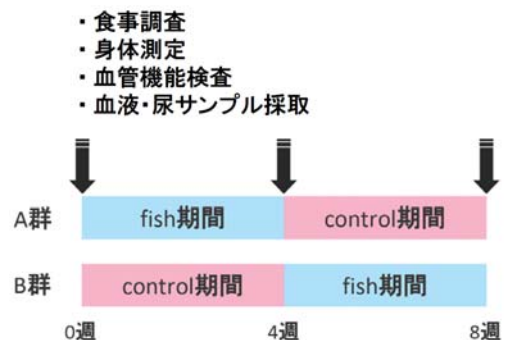 ・食事調査
・身体測定
・血管機能検査
・血液・尿サンプル採取
A群 fish期間 control期間
B群 control期間 fish期間
0週 4週 8週